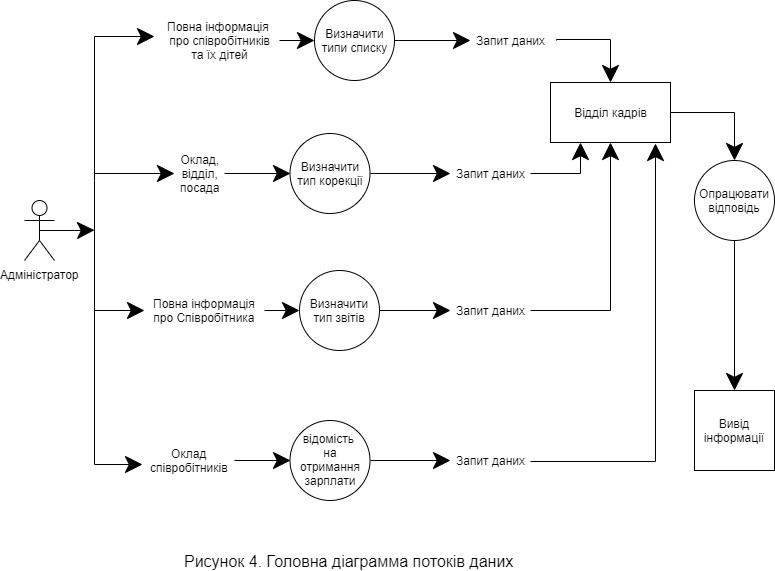 Повна інформація
про співробітників
та їх дітей
Визначити
типи списку
Запит даних
Відділ кадрів
Оклад,
відділ,
посада
Визначити
тип корекції
Запит даних
Опрацювати
відповідь
Адміністратор
Повна інформація
про Співробітника
Визначити
тип звітів
Запит даних
Вивід
інформації
Оклад
співробітників
відомість
на
отримання
зарплати
Запит даних
Рисунок 4. Головна діаграмма потоків даних